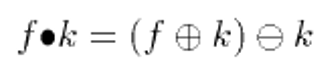 f•k = (f ⊕ k) ⊖ k